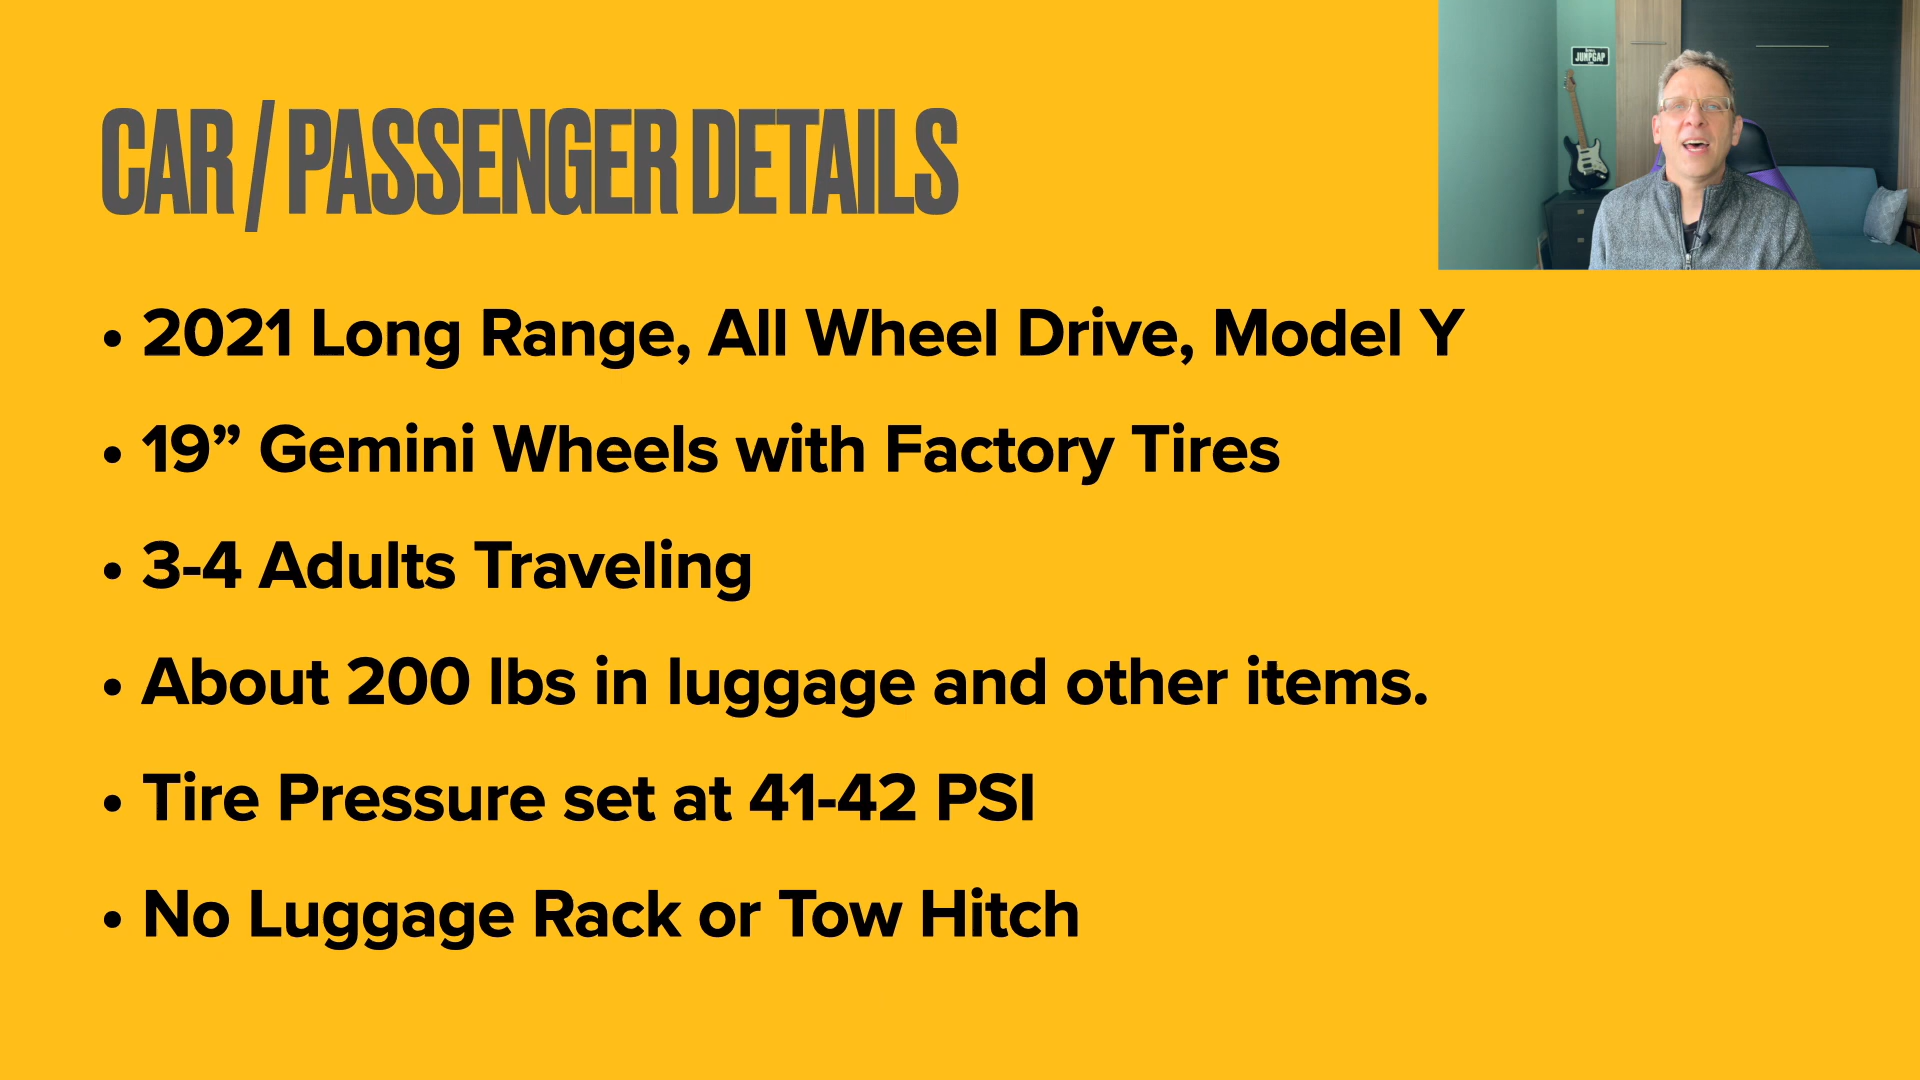 CAR / PASSENGER DETAILS
JUMPGAP
• 2021 Long Range, All Wheel Drive, Model Y
• 19” Gemini Wheels with Factory Tires
• 3-4 Adults Traveling
• About 200 lbs in luggage and other items.
• Tire Pressure set at 41-42 PSI
• No Luggage Rack or Tow Hitch